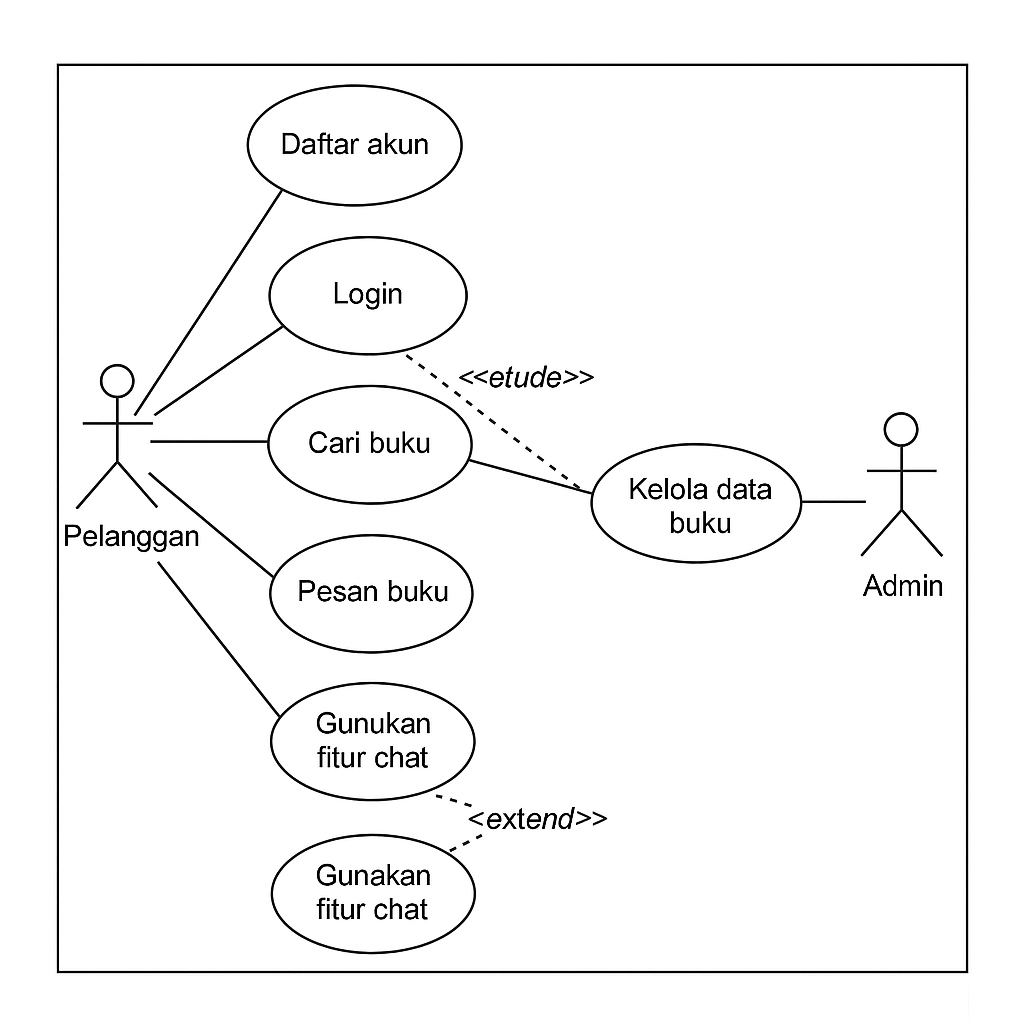 Daftar akun
Login
<<etude>>
Cari buku
Kelola data
buku
Pelanggan
Admin
Pesan buku
Gunukan
fitur chat
<extend>>
Gunakan
fitur chat